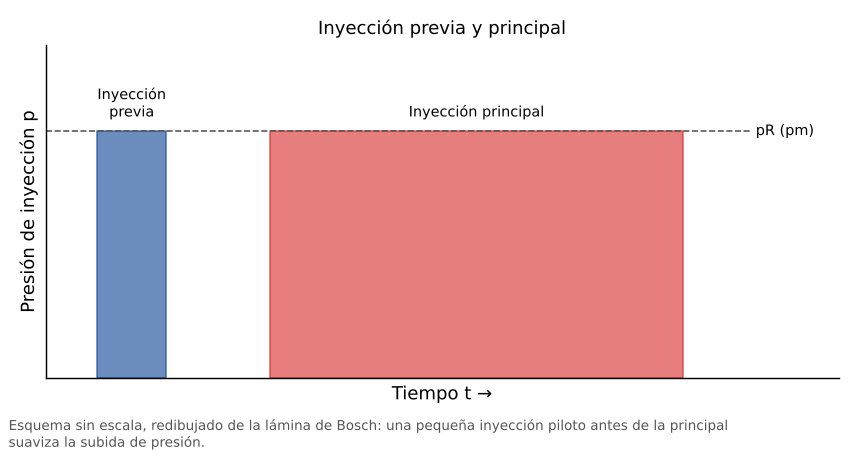 Inyección previa y principal
Inyección
previa
Inyección principal
pR (pm)
Presión de inyección p
Tiempo t →
Esquema sin escala, redibujado de la lámina de Bosch: una pequeña inyección piloto antes de la principal
suaviza la subida de presión.